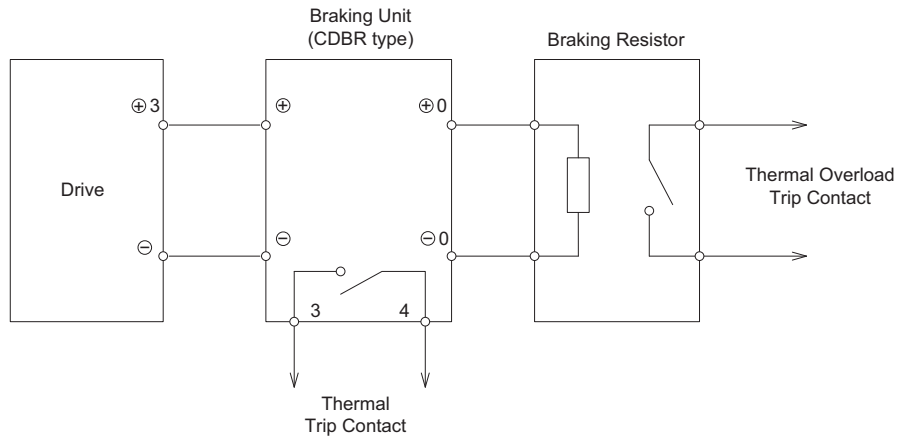 Braking Unit
(CDBR type)
Braking Resistor
⊕3
⊕
⊕0
Drive
Thermal Overload
Trip Contact
⊖
⊖
⊖0
3
4
Thermal
Trip Contact